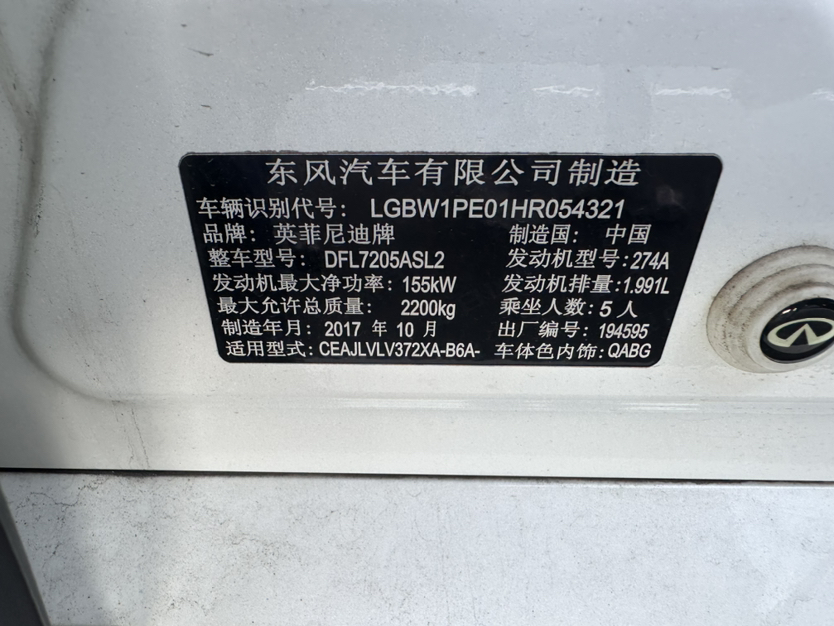 东风汽车有限公司制造
车辆识别代号： LGBW1PE01HR054321
品牌： 英菲尼迪牌 制造国： 中国
整车型号： DFL7205ASL2 发动机型号: 274A
发动机最大净功率: 155kW 发动机排量: 1.991L
最大允许总质量: 2200kg 乘坐人数: 5 人
制造年月: 2017 年 10 月 出厂编号: 194595
适用型式: CEAJLVLV372XA-B6A- 车体色内饰: QABG